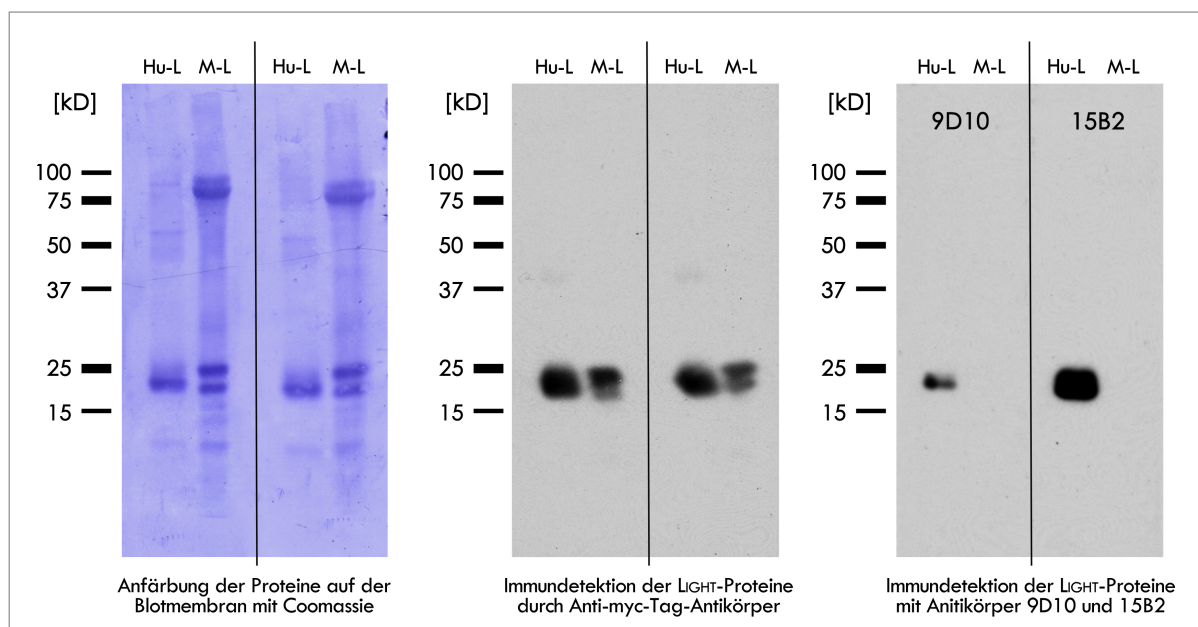 Hu-L M-L Hu-L M-L
[kD]
100
75
50
37
25
15
Anfärbung der Proteine auf der
Blotmembran mit Coomassie
Hu-L M-L Hu-L M-L
[kD]
100
75
50
37
25
15
Immundetektion der LIGHT-Proteine
durch Anti-myc-Tag-Antikörper
Hu-L M-L Hu-L M-L
[kD]
9D10 15B2
100
75
50
37
25
15
Immundetektion der LIGHT-Proteine
mit Anitikörper 9D10 und 15B2